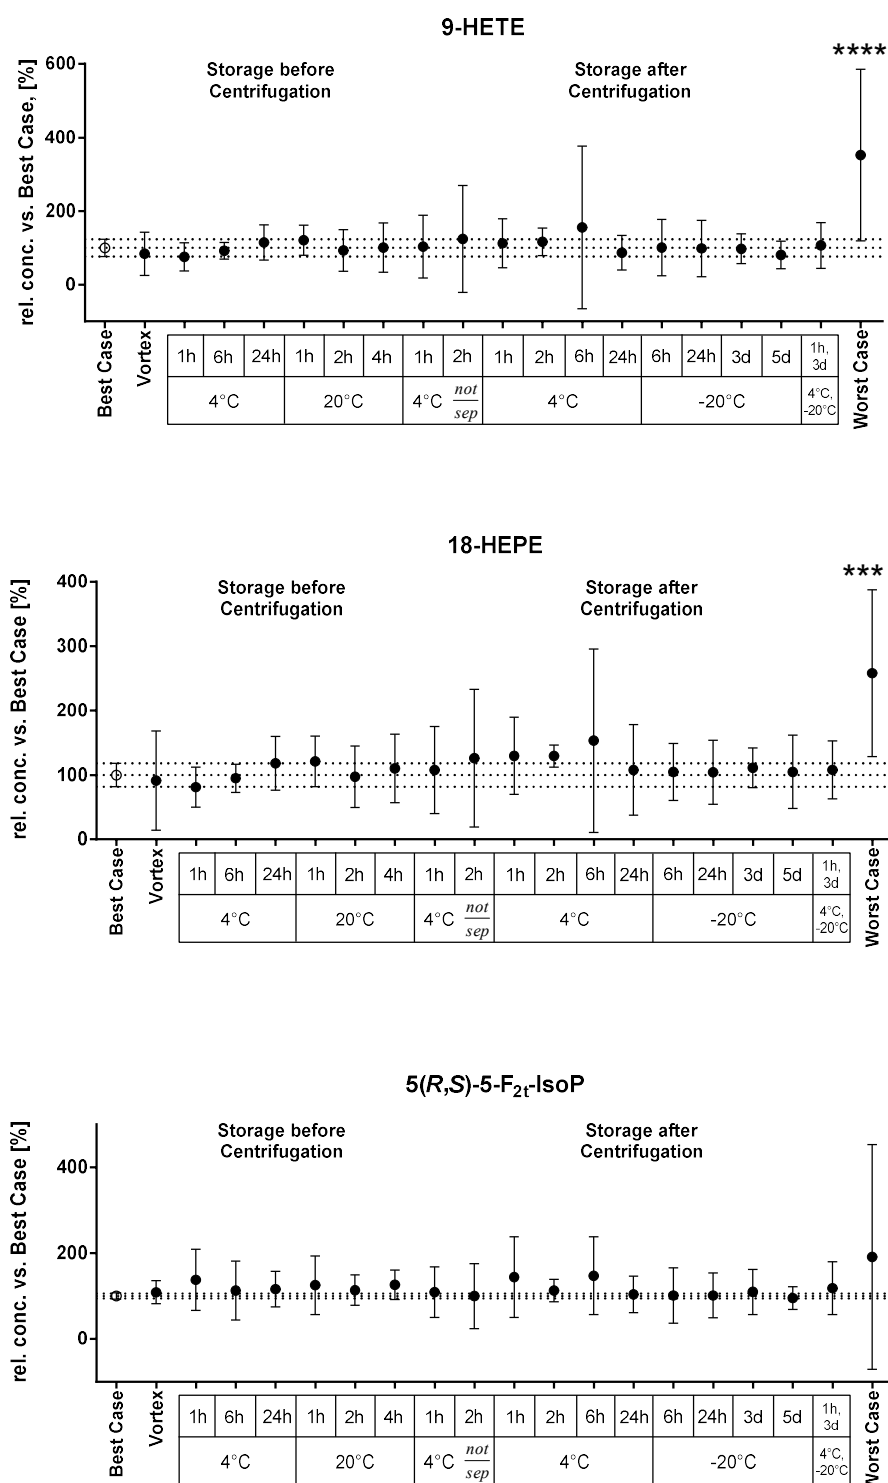 9-HETE
****
rel. conc. vs. Best Case, [%]
Storage before
Centrifugation
Storage after
Centrifugation
600
400
200
0
Best Case
Vortex
1h 6h 24h 1h 2h 4h 1h 2h 1h 2h 6h 24h 6h 24h 3d 5d 1h,
3d
4°C 20°C 4°C not
sep 4°C -20°C 4°C,
-20°C
Worst Case
18-HEPE
***
rel. conc. vs. Best Case [%]
Storage before
Centrifugation
Storage after
Centrifugation
400
300
200
100
0
Best Case
Vortex
1h 6h 24h 1h 2h 4h 1h 2h 1h 2h 6h 24h 6h 24h 3d 5d 1h,
3d
4°C 20°C 4°C not
sep 4°C -20°C 4°C,
-20°C
Worst Case
5(R,S)-5-F2t-IsoP
rel. conc. vs. Best Case [%]
Storage before
Centrifugation
Storage after
Centrifugation
400
200
0
Best Case
Vortex
1h 6h 24h 1h 2h 4h 1h 2h 1h 2h 6h 24h 6h 24h 3d 5d 1h,
3d
4°C 20°C 4°C not
sep 4°C -20°C 4°C,
-20°C
Worst Case